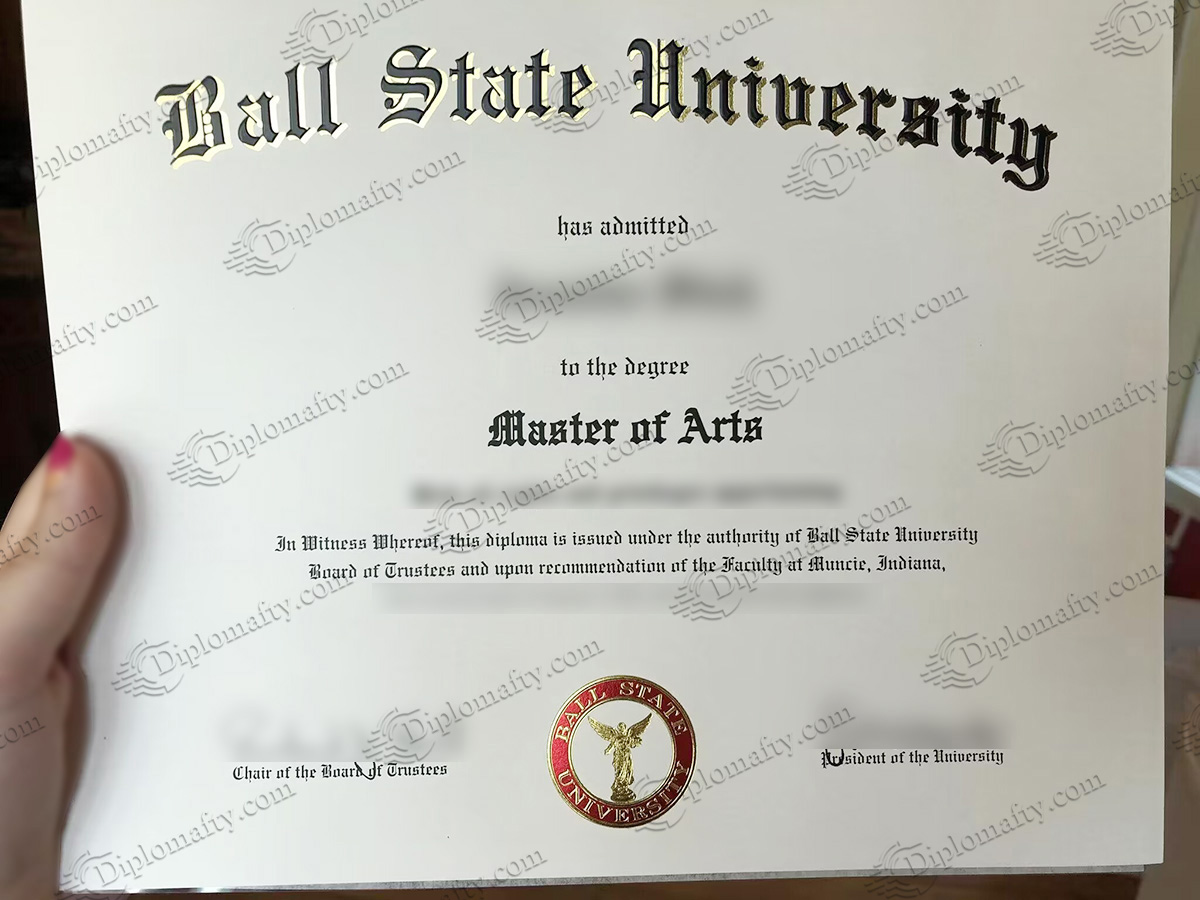 Ball State University
has admitted
to the degree
Master of Arts
In Witness Whereof, this diploma is issued under the authority of Ball State University
Board of Trustees and upon recommendation of the Faculty at Muncie, Indiana,
BALL STATE
UNIVERSITY
Chair of the Board of Trustees
President of the University
Diplomafty.com